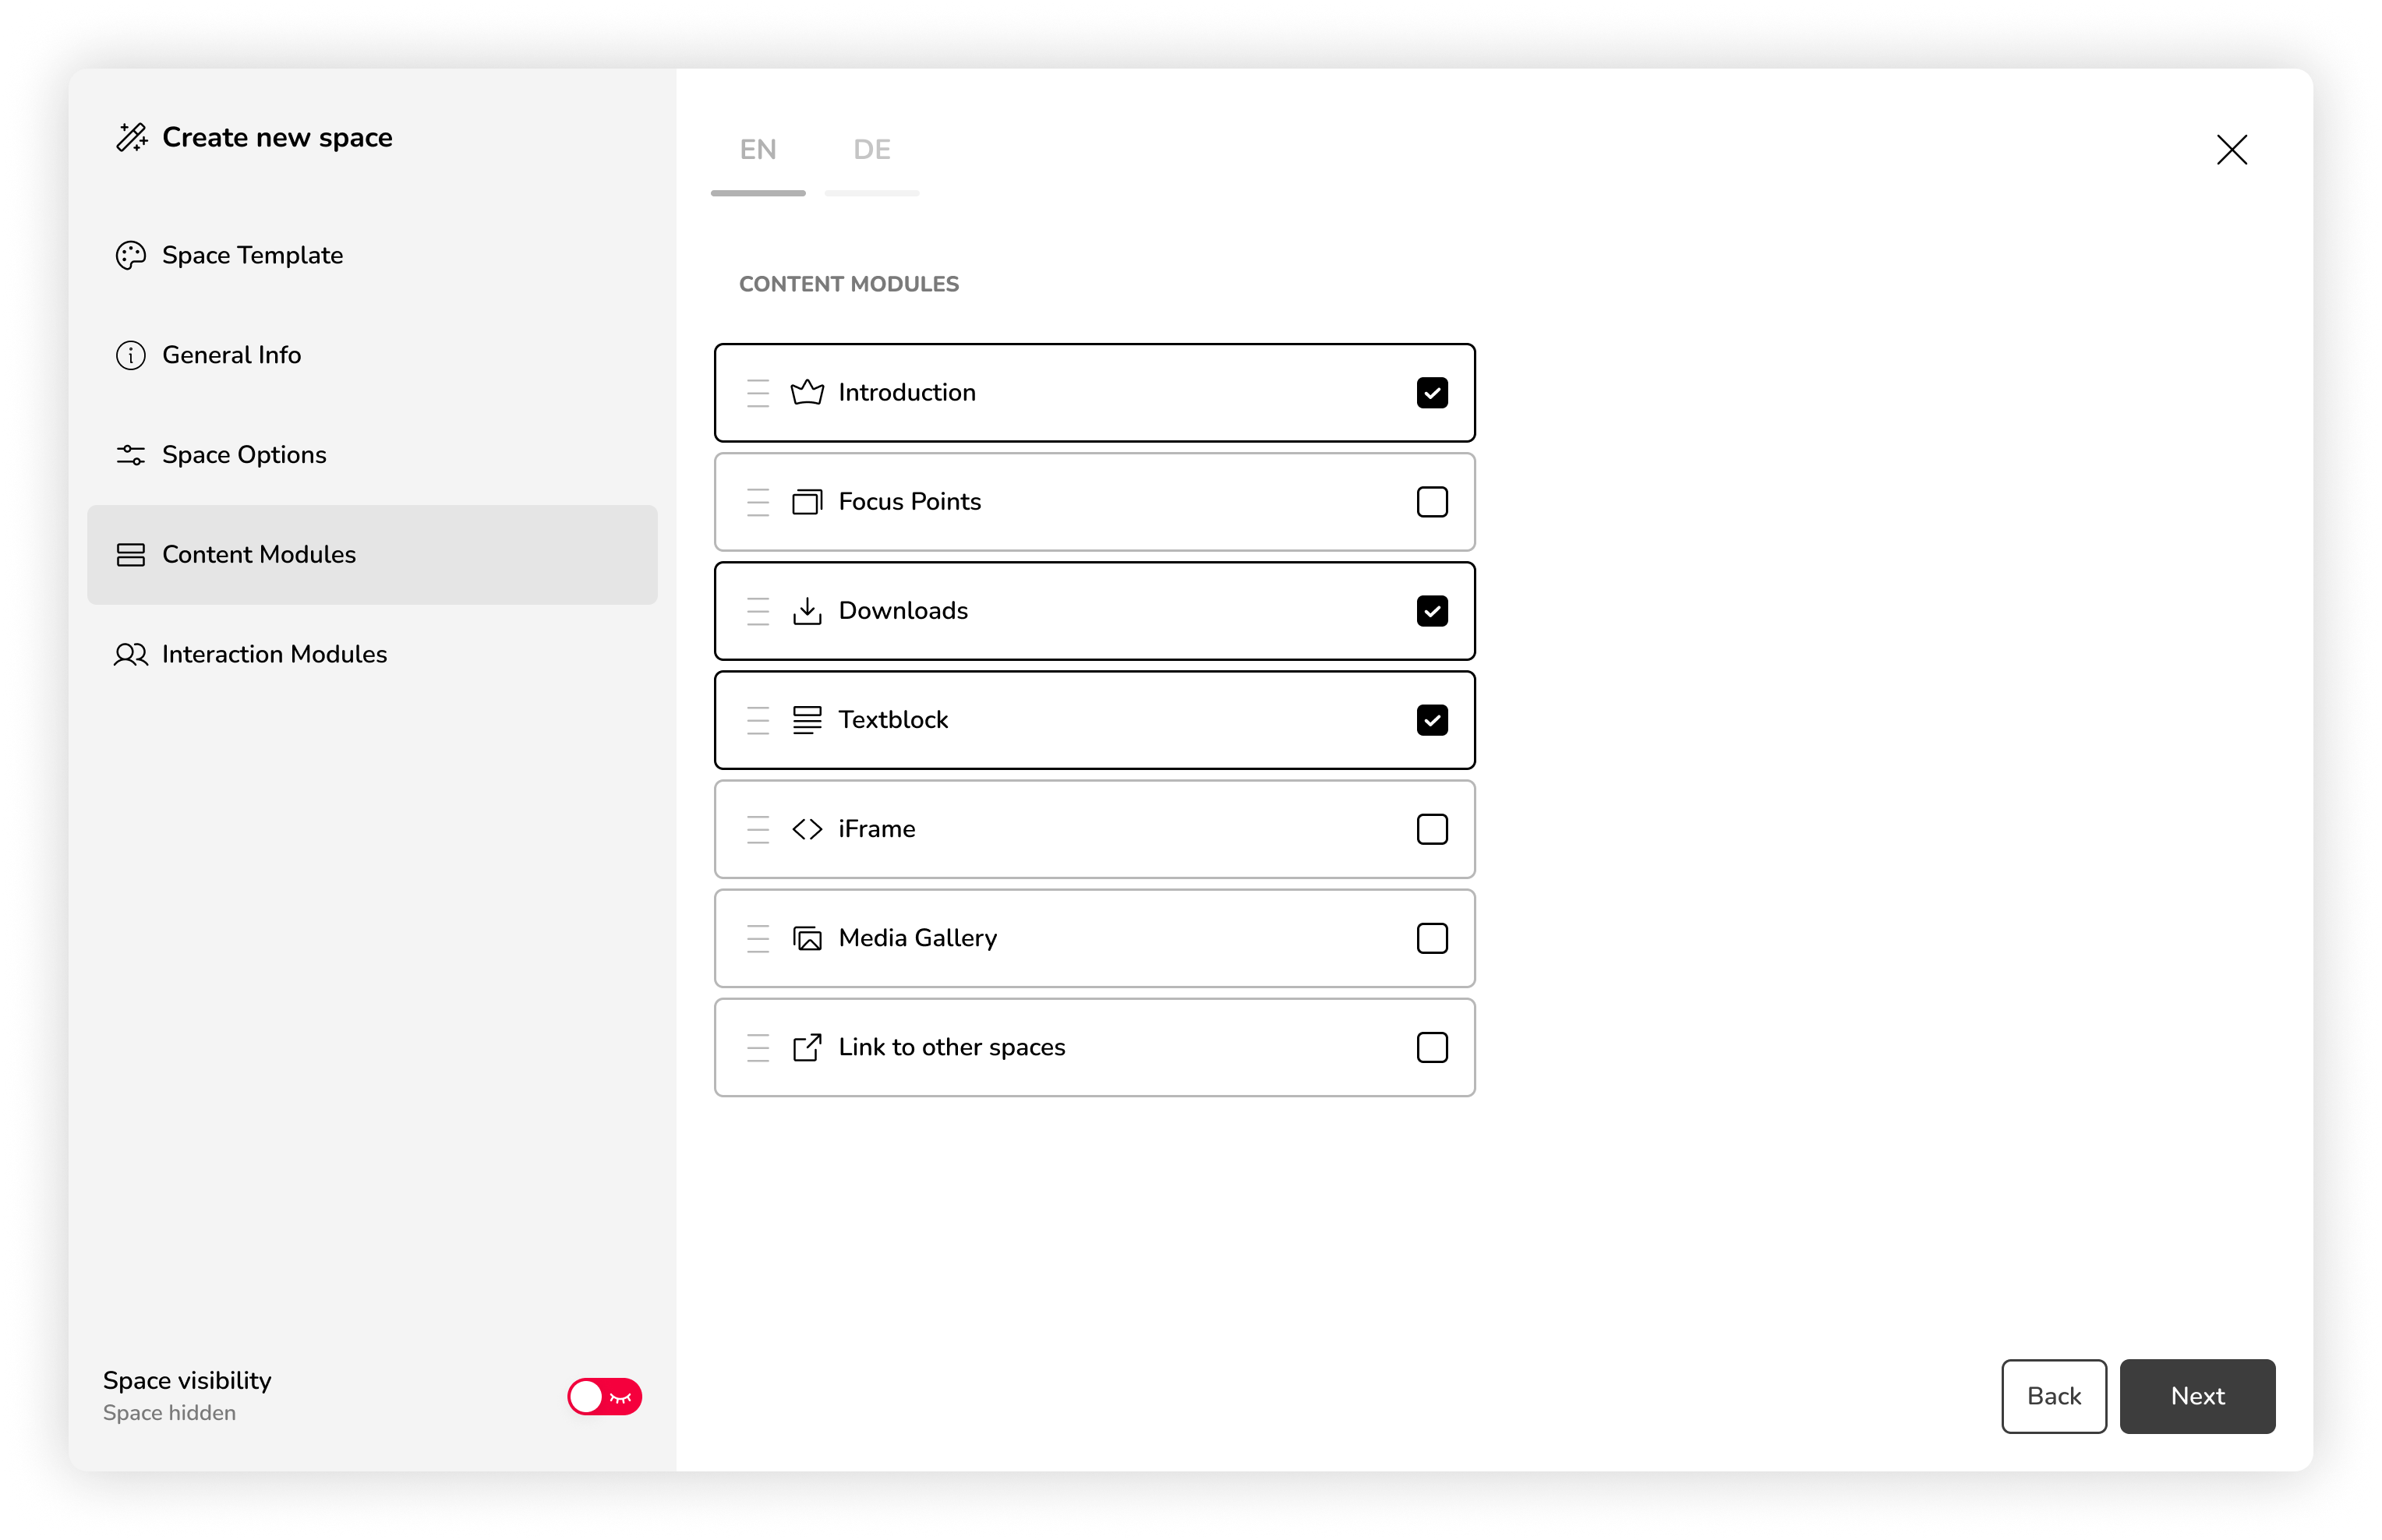 Create new space
Space Template
General Info
Space Options
Content Modules
Interaction Modules
Space visibility
Space hidden
EN
DE
CONTENT MODULES
Introduction
Focus Points
Downloads
Textblock
iFrame
Media Gallery
Link to other spaces
Back
Next